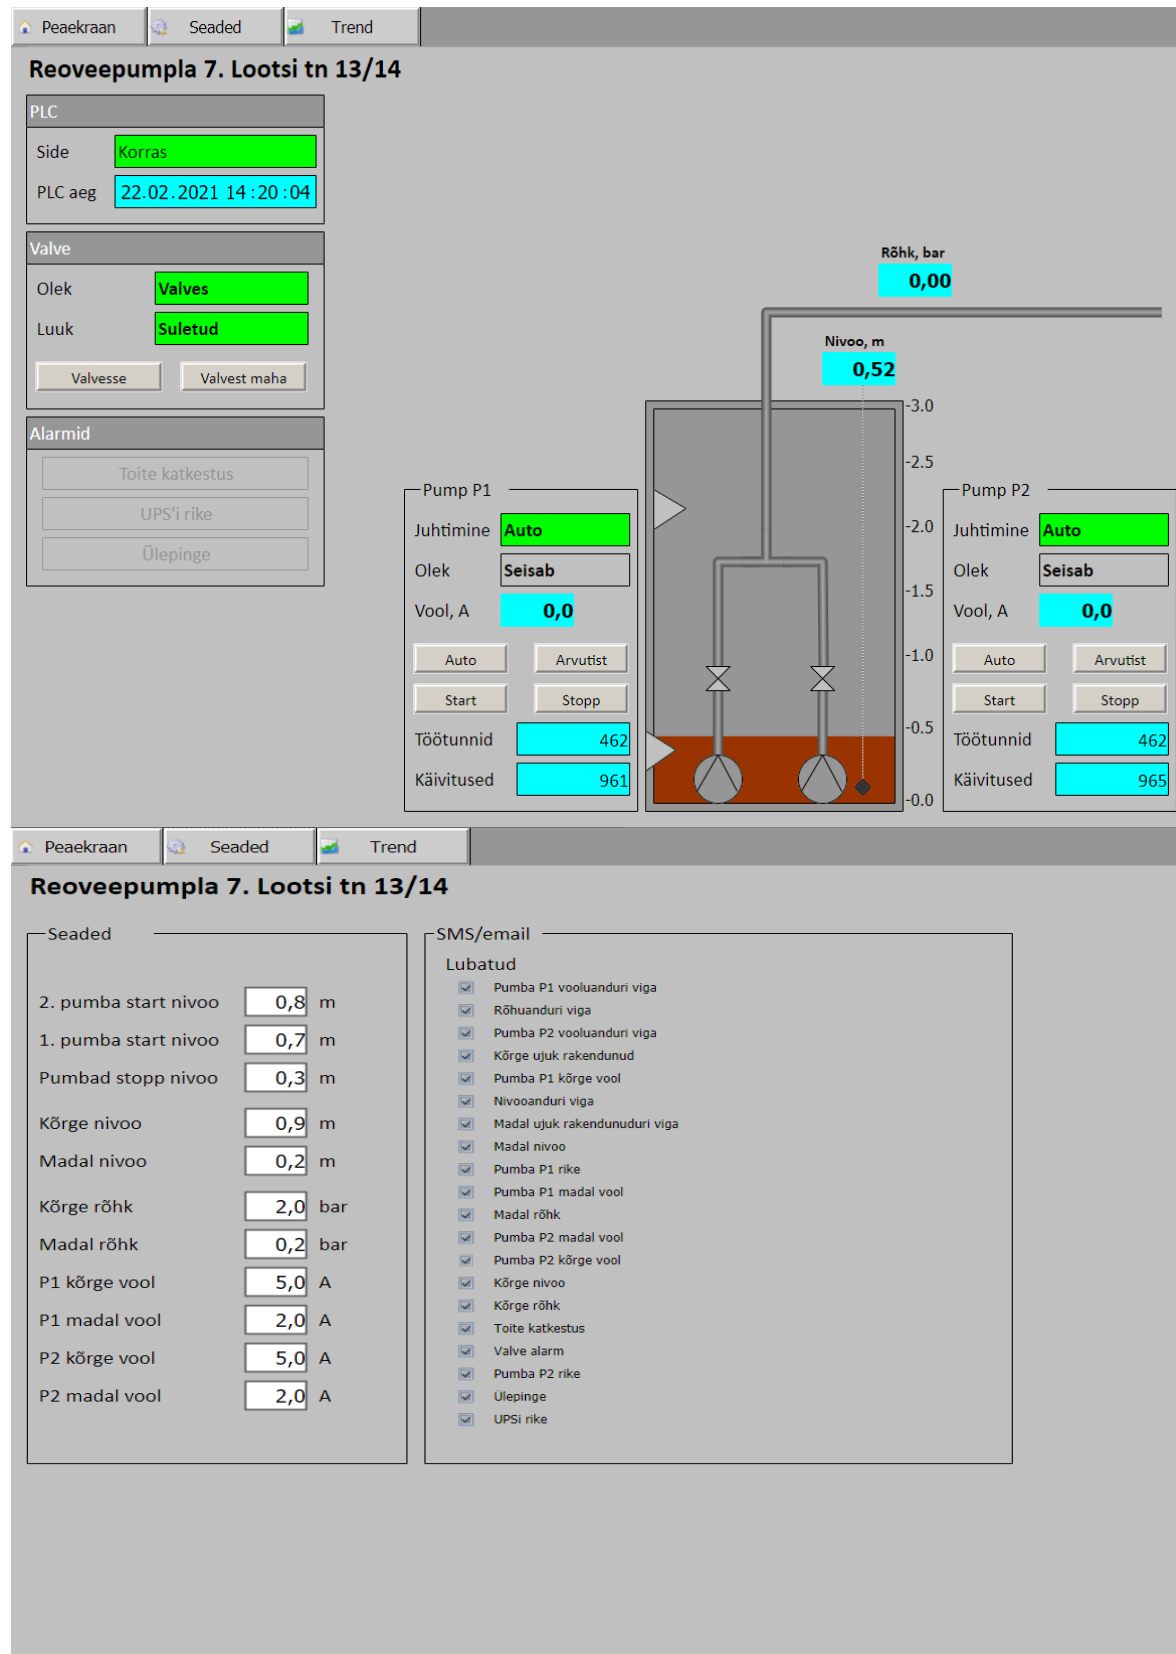 Peaekraan Seaded Trend
Reoveepumpla 7. Lootsi tn 13/14
PLC
Side Korras
PLC aeg 22.02.2021 14:20:04
Valve
Olek Valves
Luuk Suletud
Valvesse Valvest maha
Alarmid
Toite katkestus
UPS'i rike
Ülepinge
Rõhk, bar
0,00
Nivoo, m
0,52
-3.0
-2.5
-2.0
-1.5
-1.0
-0.5
-0.0
Pump P1
Juhtimine Auto
Olek Seisab
Vool, A 0,0
Auto Arvutist
Start Stopp
Töötunnid 462
Käivitused 961
Pump P2
Juhtimine Auto
Olek Seisab
Vool, A 0,0
Auto Arvutist
Start Stopp
Töötunnid 462
Käivitused 965
Peaekraan Seaded Trend
Reoveepumpla 7. Lootsi tn 13/14
Seaded
2. pumba start nivoo 0,8 m
1. pumba start nivoo 0,7 m
Pumbad stopp nivoo 0,3 m
Kõrge nivoo 0,9 m
Madal nivoo 0,2 m
Kõrge rõhk 2,0 bar
Madal rõhk 0,2 bar
P1 kõrge vool 5,0 A
P1 madal vool 2,0 A
P2 kõrge vool 5,0 A
P2 madal vool 2,0 A
SMS/email
Lubatud
Pumba P1 vooluanduri viga
Rõhuanduri viga
Pumba P2 vooluanduri viga
Kõrge ujuk rakendunud
Pumba P1 kõrge vool
Nivooanduri viga
Madal ujuk rakendunuduri viga
Madal nivoo
Pumba P1 rike
Pumba P1 madal vool
Madal rõhk
Pumba P2 madal vool
Pumba P2 kõrge vool
Kõrge nivoo
Kõrge rõhk
Toite katkestus
Valve alarm
Pumba P2 rike
Ülepinge
UPSi rike